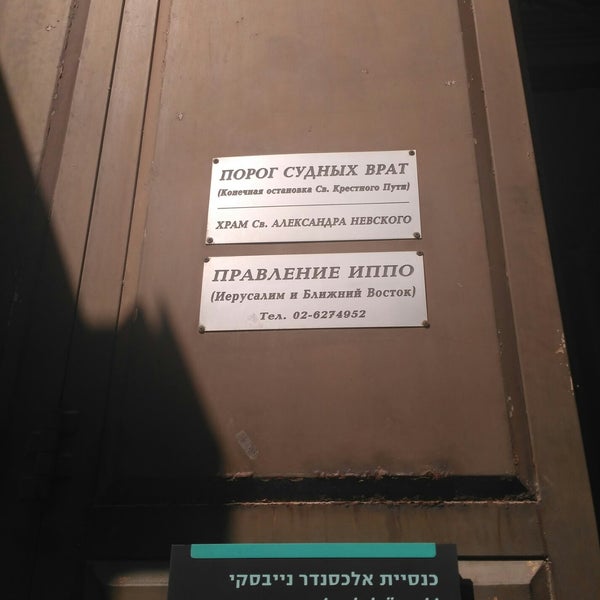 ПОРОГ СУДНЫХ ВРАТ
(Конечная остановка Св. Крестного Пути)
ХРАМ Св. АЛЕКСАНДРА НЕВСКОГО
ПРАВЛЕНИЕ ИППО
(Иерусалим и Ближний Восток)
Тел. 02-6274952
כנסיית אלכסנדר נייבסקי